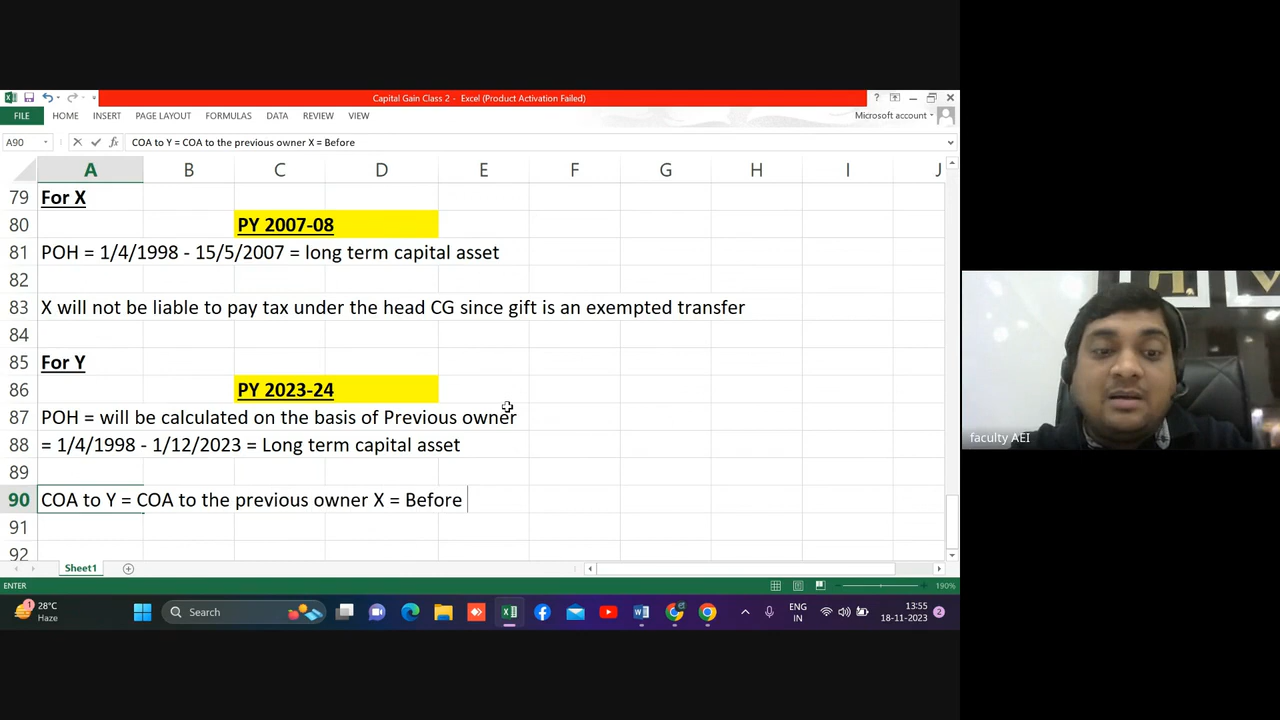 Capital Gain Class 2 - Excel (Product Activation Failed)
FILE HOME INSERT PAGE LAYOUT FORMULAS DATA REVIEW VIEW
Microsoft account
A90 fx COA to Y = COA to the previous owner X = Before
A B C D E F G H I J
79 For X
80 PY 2007-08
81 POH = 1/4/1998 - 15/5/2007 = long term capital asset
82
83 X will not be liable to pay tax under the head CG since gift is an exempted transfer
84
85 For Y
86 PY 2023-24
87 POH = will be calculated on the basis of Previous owner
88 = 1/4/1998 - 1/12/2023 = Long term capital asset
89
90 COA to Y = COA to the previous owner X = Before
91
92
Sheet1
ENTER 190%
28°C
Haze
Search
ENG
IN
13:55
18-11-2023
2
faculty AEI